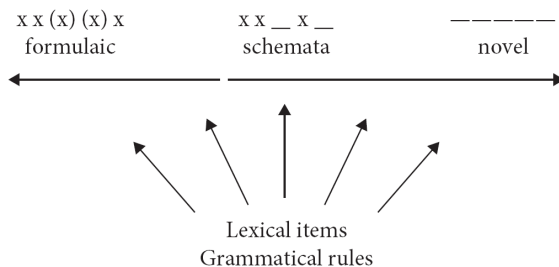 x x (x) (x) x x x __ x __ — — — — —
formulaic schemata novel
Lexical items
Grammatical rules